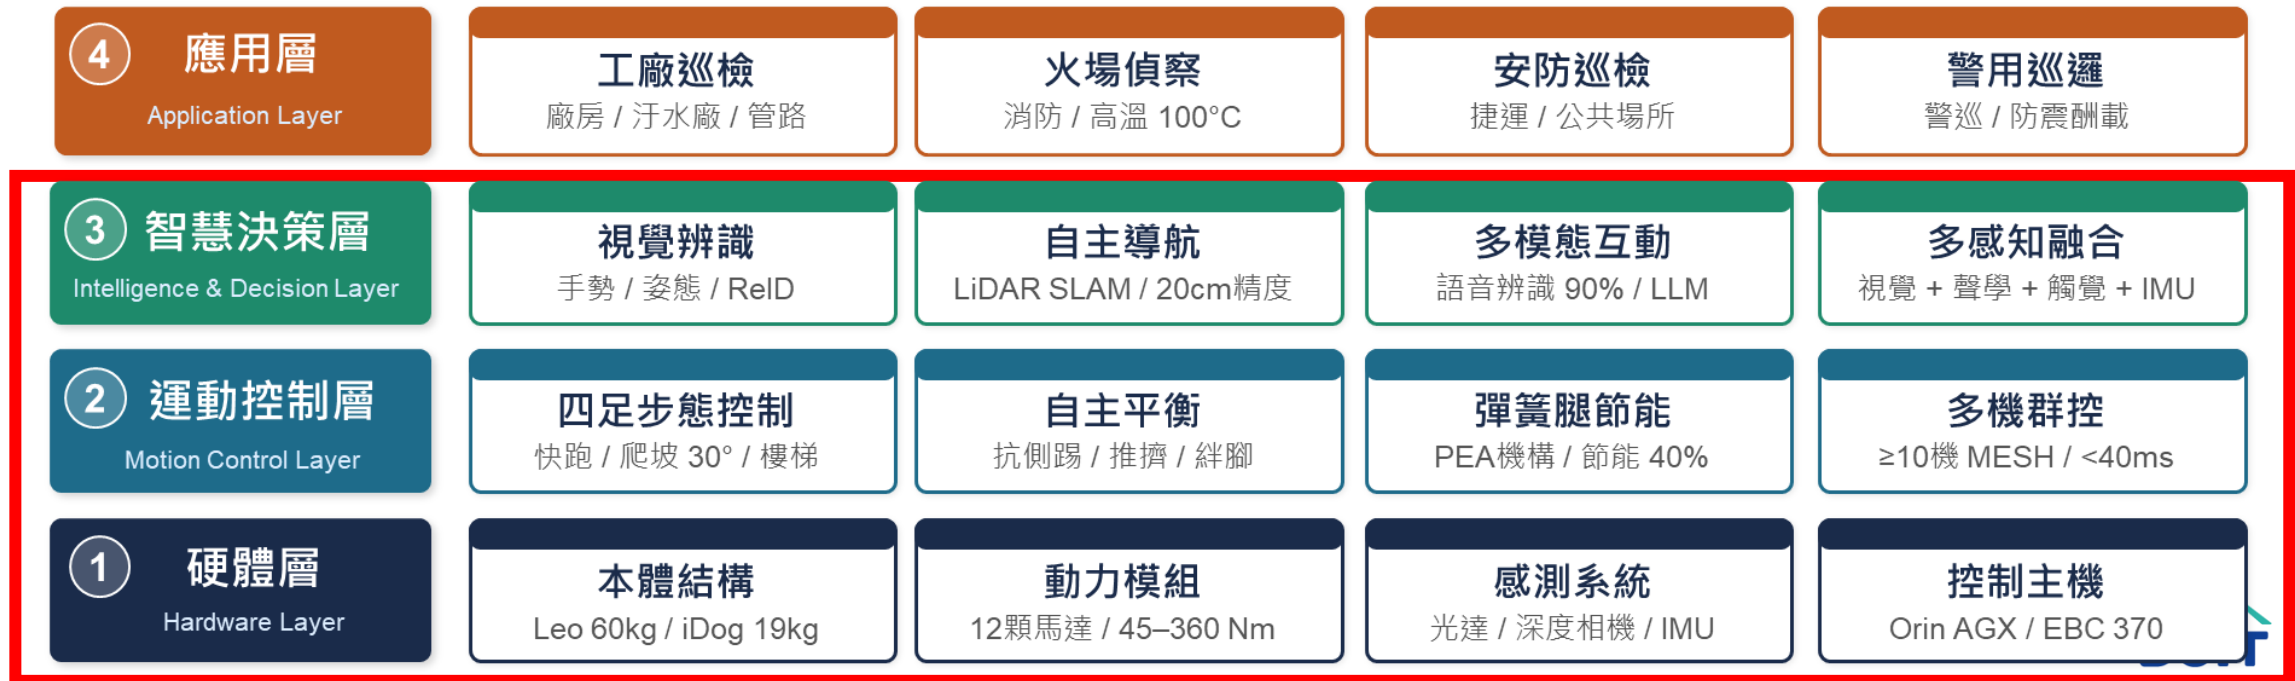 4 應用層
Application Layer
工廠巡檢
廠房 / 汙水廠 / 管路
火場偵察
消防 / 高溫 100°C
安防巡檢
捷運 / 公共場所
警用巡邏
警巡 / 防震酬載
3 智慧決策層
Intelligence & Decision Layer
視覺辨識
手勢 / 姿態 / ReID
自主導航
LiDAR SLAM / 20cm精度
多模態互動
語音辨識 90% / LLM
多感知融合
視覺 + 聲學 + 觸覺 + IMU
2 運動控制層
Motion Control Layer
四足步態控制
快跑 / 爬坡 30° / 樓梯
自主平衡
抗側踢 / 推擠 / 絆腳
彈簧腿節能
PEA機構 / 節能 40%
多機群控
≥10機 MESH / <40ms
1 硬體層
Hardware Layer
本體結構
Leo 60kg / iDog 19kg
動力模組
12顆馬達 / 45–360 Nm
感測系統
光達 / 深度相機 / IMU
控制主機
Orin AGX / EBC 370